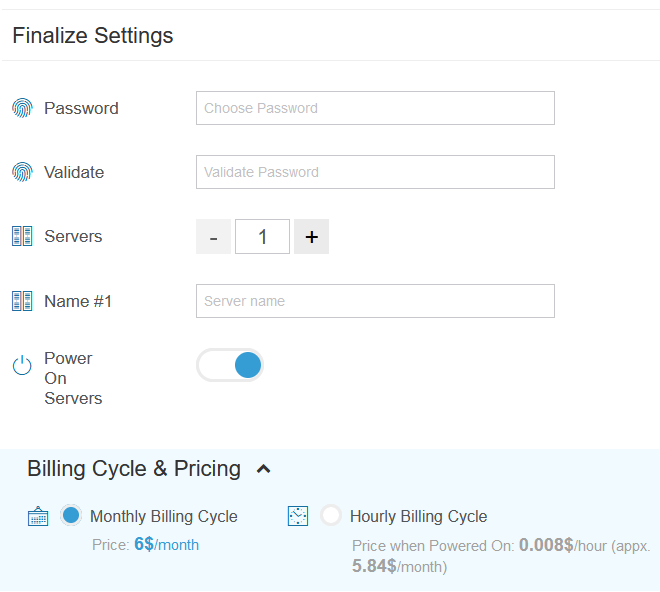 Finalize Settings
Password
Choose Password
Validate
Validate Password
Servers
- 1 +
Name #1
Server name
Power
On
Servers
Billing Cycle & Pricing
Monthly Billing Cycle
Price: 6$/month
Hourly Billing Cycle
Price when Powered On: 0.008$/hour (appx.
5.84$/month)